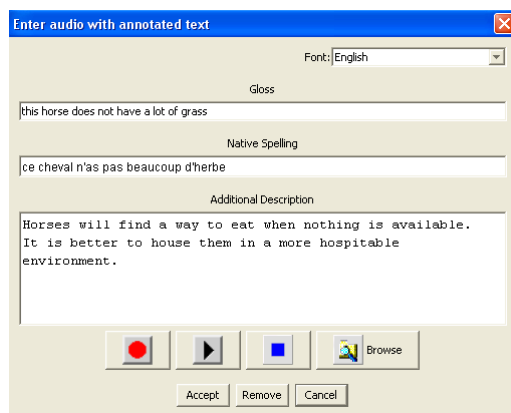 Enter audio with annotated text
Font: English
Gloss
this horse does not have a lot of grass
Native Spelling
ce cheval n'as pas beaucoup d'herbe
Additional Description
Horses will find a way to eat when nothing is available.
It is better to house them in a more hospitable
environment.
Browse
Accept Remove Cancel